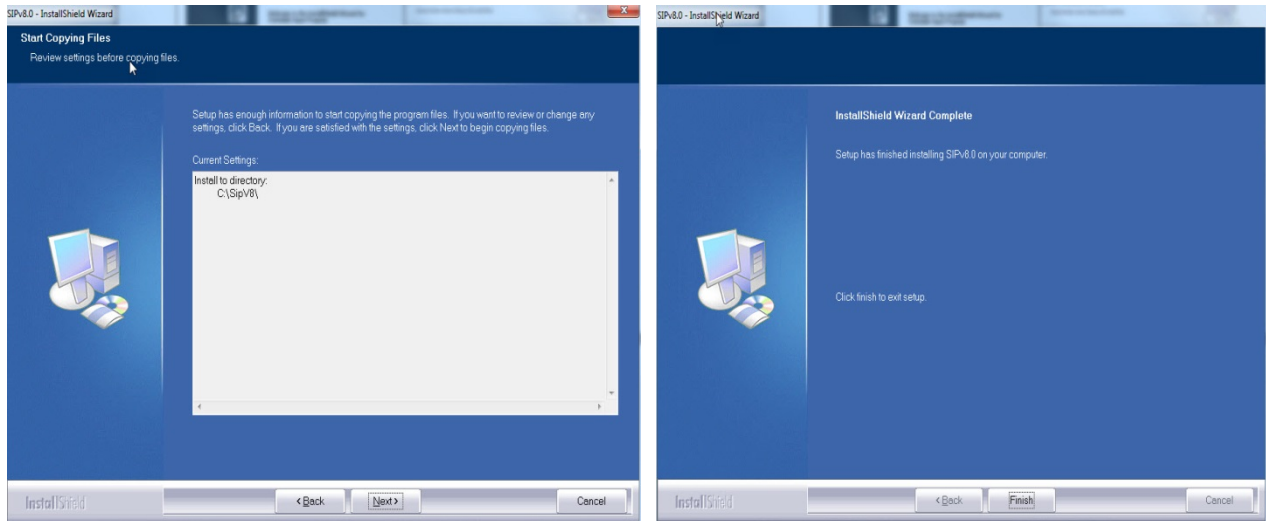 SIPv8.0 - InstallShield Wizard
Start Copying Files
Review settings before copying files.
Setup has enough information to start copying the program files. If you want to review or change any
settings, click Back. If you are satisfied with the settings, click Next to begin copying files.
Current Settings:
Install to directory:
C:\SipV8\
InstallShield
< Back
Next >
Cancel
SIPv8.0 - InstallShield Wizard
InstallShield Wizard Complete
Setup has finished installing SIPv8.0 on your computer.
Click finish to exit setup.
InstallShield
< Back
Finish
Cancel